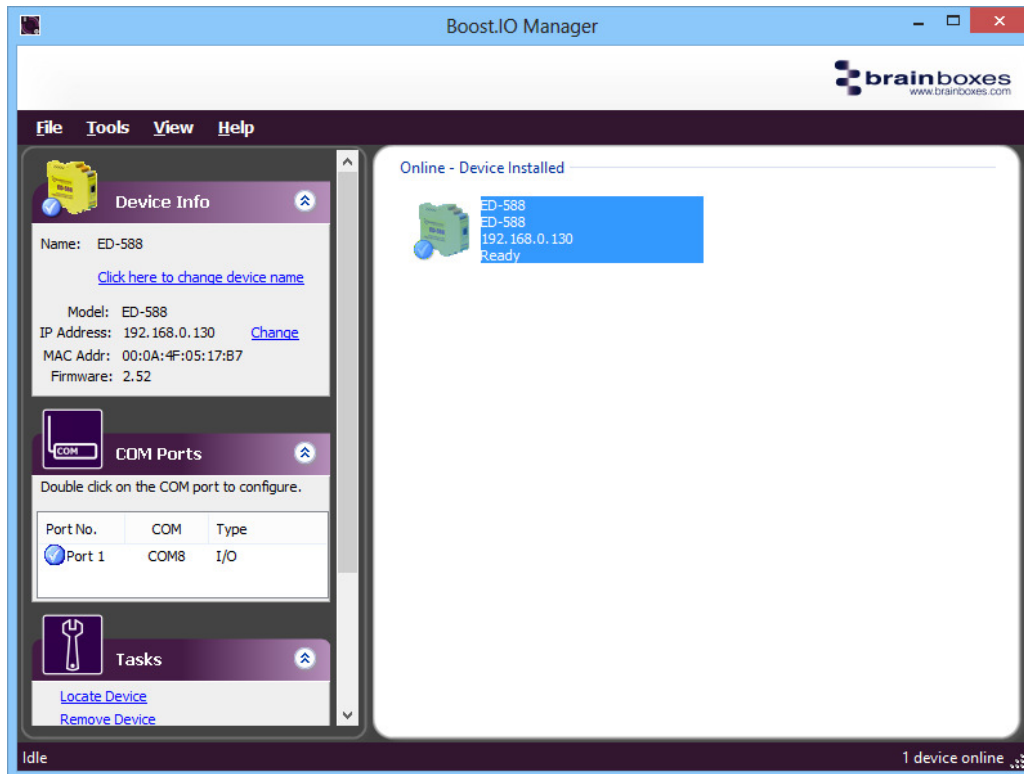 Boost.IO Manager
brainboxes
www.brainboxes.com
File Tools View Help
Device Info
Name: ED-588
Click here to change device name
Model: ED-588
IP Address: 192.168.0.130 Change
MAC Addr: 00:0A:4F:05:17:B7
Firmware: 2.52
COM
COM Ports
Double click on the COM port to configure.
Port No. COM Type
Port 1 COM8 I/O
Tasks
Locate Device
Remove Device
Online - Device Installed
ED-588
ED-588
192.168.0.130
Ready
Idle
1 device online